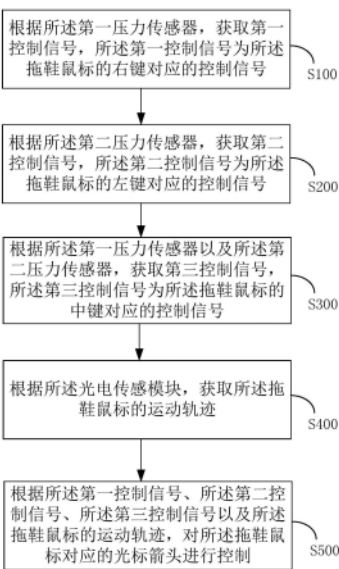 根据所述第一压力传感器，获取第一
控制信号，所述第一控制信号为所述
拖鞋鼠标的右键对应的控制信号
S100
根据所述第二压力传感器，获取第二
控制信号，所述第二控制信号为所述
拖鞋鼠标的左键对应的控制信号
S200
根据所述第一压力传感器以及所述第
二压力传感器，获取第三控制信号，
所述第三控制信号为所述拖鞋鼠标的
中键对应的控制信号
S300
根据所述光电传感模块，获取所述拖
鞋鼠标的运动轨迹
S400
根据所述第一控制信号、所述第二控
制信号、所述第三控制信号以及所述
拖鞋鼠标的运动轨迹，对所述拖鞋鼠
标对应的光标箭头进行控制
S500